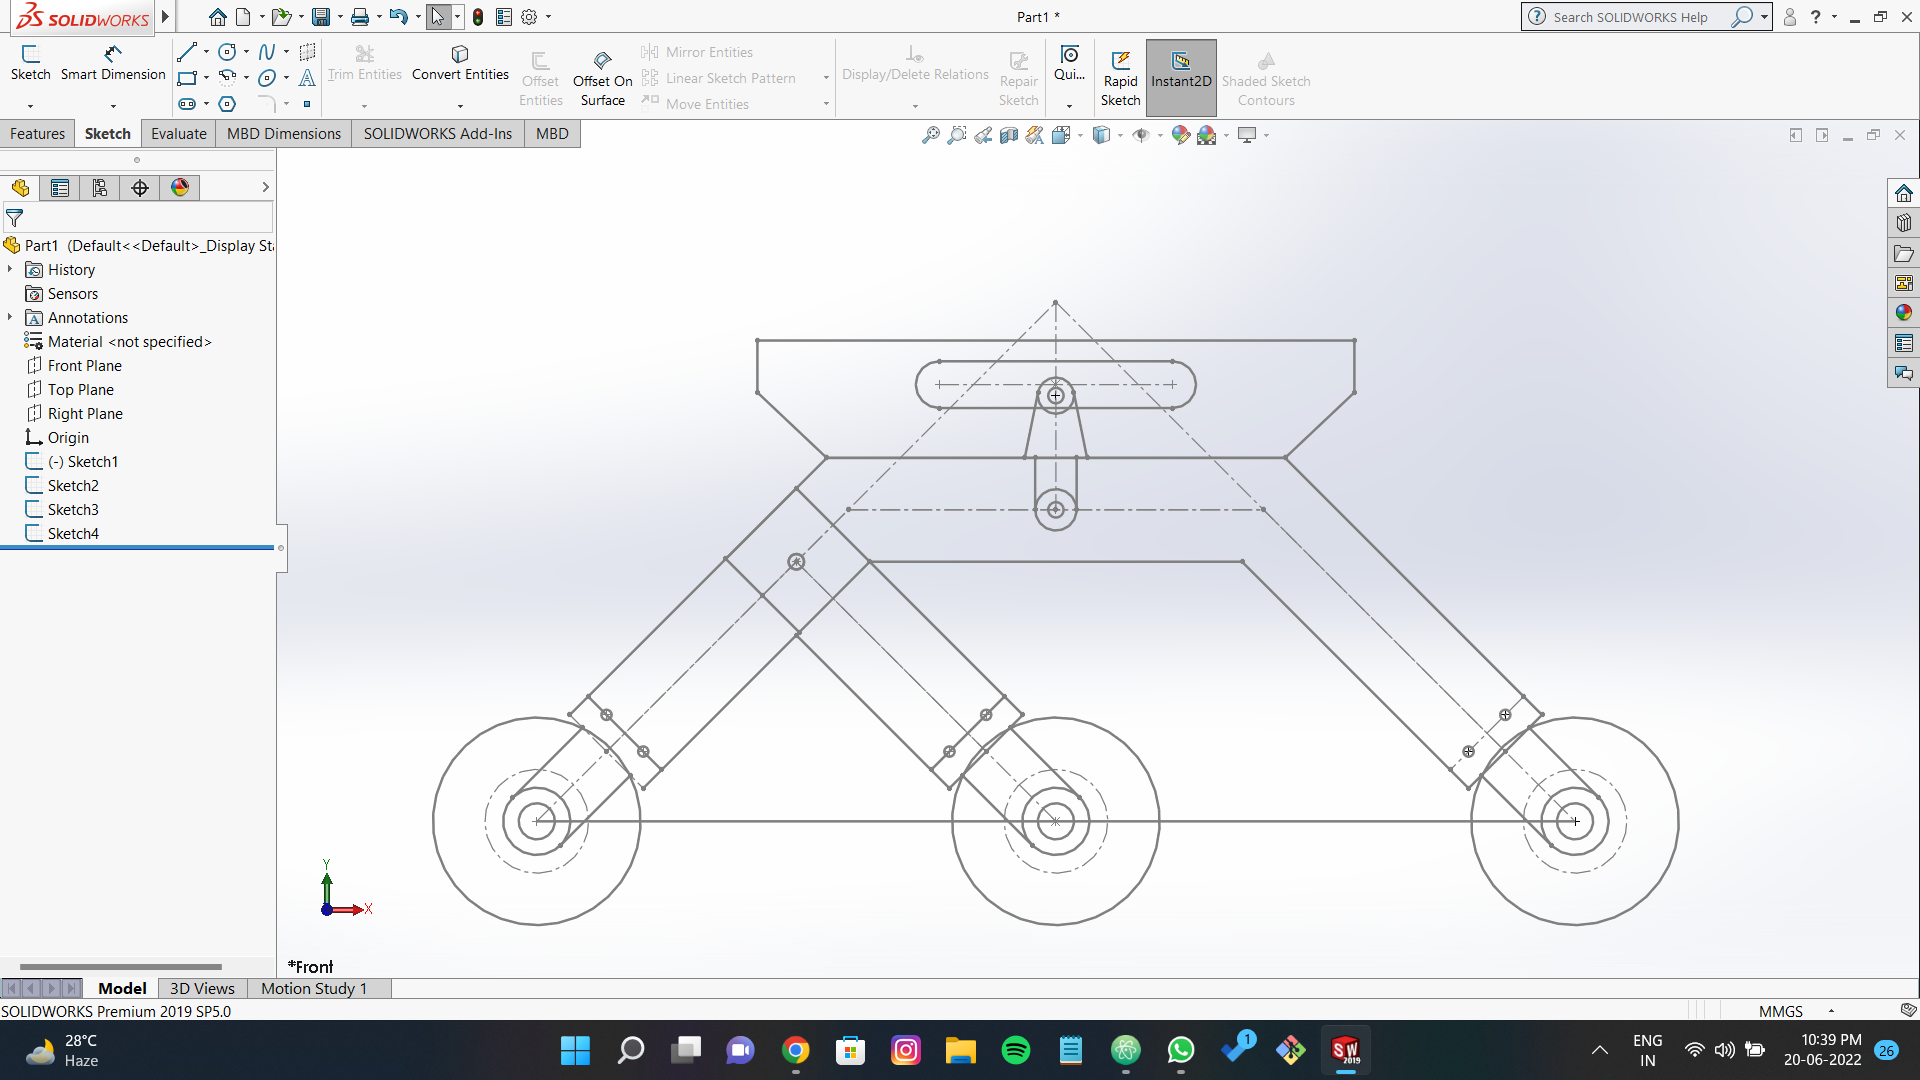 SOLIDWORKS
Part1 *
Search SOLIDWORKS Help
?
Sketch
Smart Dimension
Trim Entities
Convert Entities
Offset Entities
Offset On Surface
Mirror Entities
Linear Sketch Pattern
Move Entities
Display/Delete Relations
Repair Sketch
Qui...
Rapid Sketch
Instant2D
Shaded Sketch Contours
Features
Sketch
Evaluate
MBD Dimensions
SOLIDWORKS Add-Ins
MBD
Part1 (Default<<Default>_Display Sta
History
Sensors
Annotations
Material <not specified>
Front Plane
Top Plane
Right Plane
Origin
(-) Sketch1
Sketch2
Sketch3
Sketch4
Y
X
*Front
Model
3D Views
Motion Study 1
SOLIDWORKS Premium 2019 SP5.0
MMGS
28°C
Haze
1
SW
2019
ENG
IN
10:39 PM
20-06-2022
26